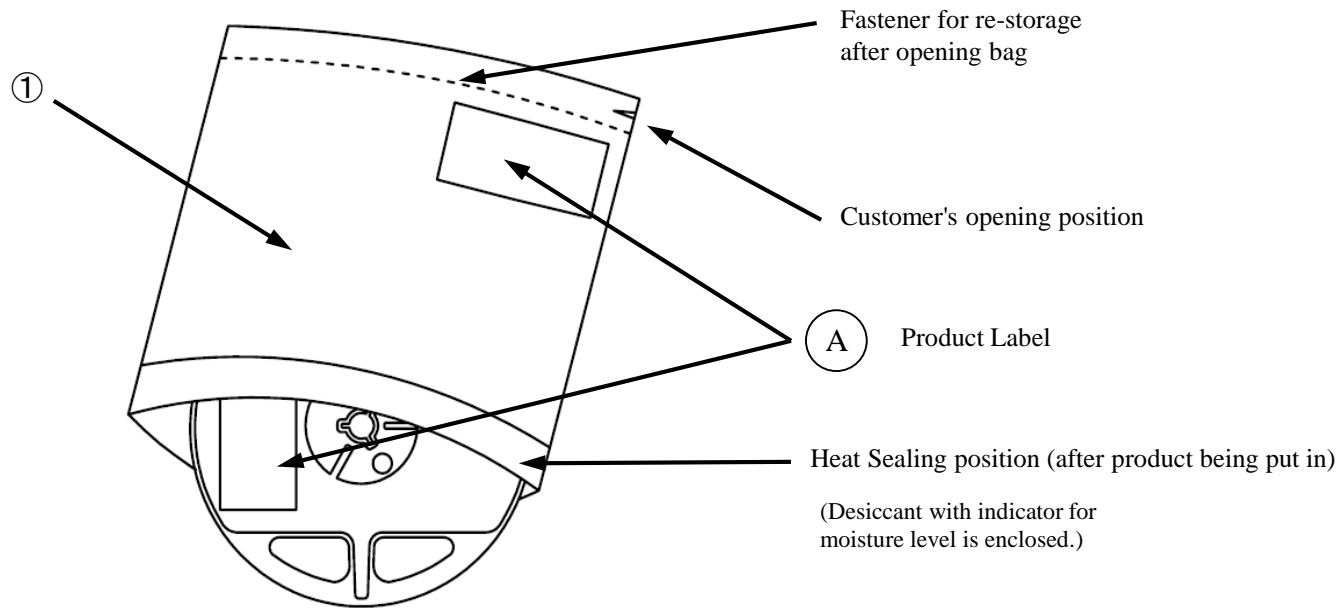 Fastener for re-storage
after opening bag
①
Customer's opening position
A
Product Label
Heat Sealing position (after product being put in)
(Desiccant with indicator for
moisture level is enclosed.)